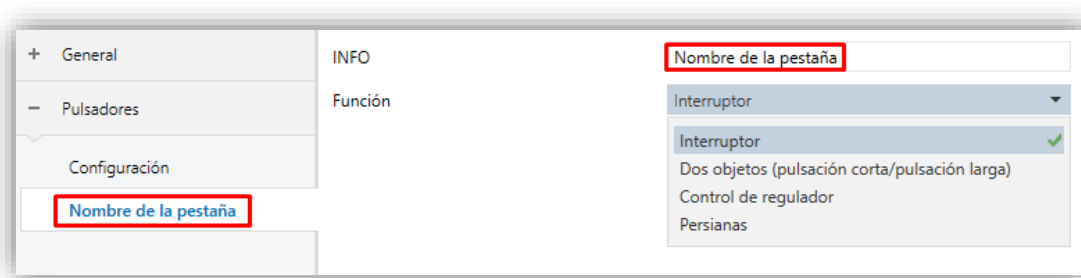 + General
− Pulsadores
Configuración
Nombre de la pestaña
INFO
Nombre de la pestaña
Función
Interruptor
Interruptor
Dos objetos (pulsación corta/pulsación larga)
Control de regulador
Persianas